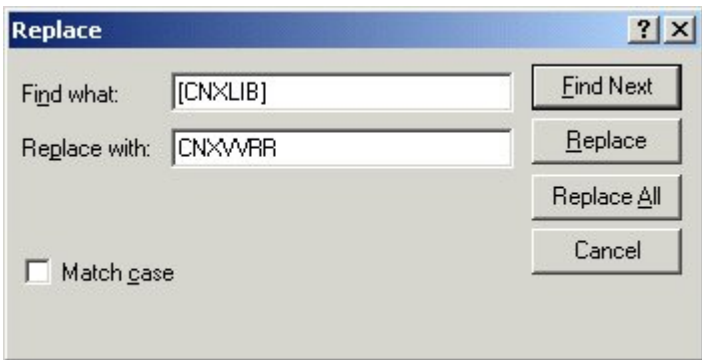 Replace
Find what: [CNXLIB] Find Next
Replace with: CNXVVRR Replace
Replace All
Cancel
Match case